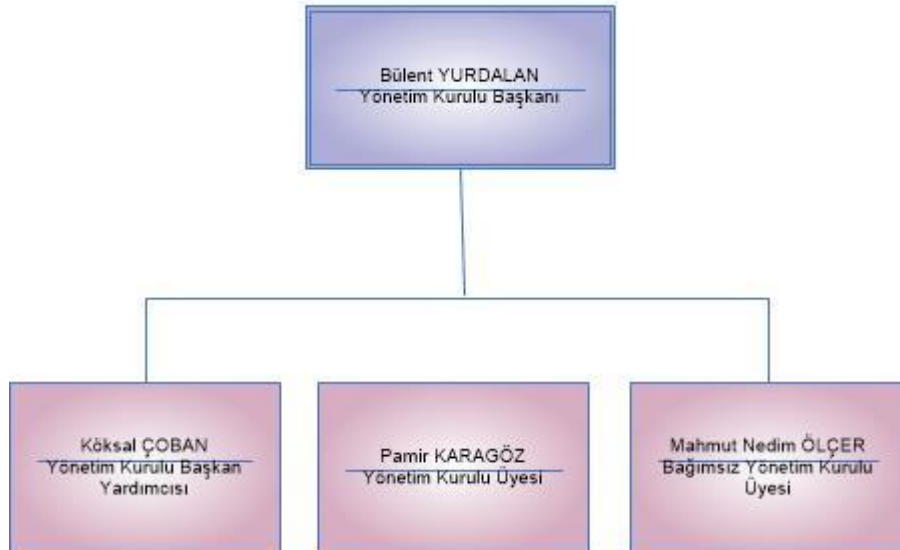 Bülent YURDALAN
Yönetim Kurulu Başkanı
Köksal ÇOBAN
Yönetim Kurulu Başkan
Yardımcısı
Pamir KARAGÖZ
Yönetim Kurulu Üyesi
Mahmut Nedim ÖLÇER
Bağımsız Yönetim Kurulu
Üyesi